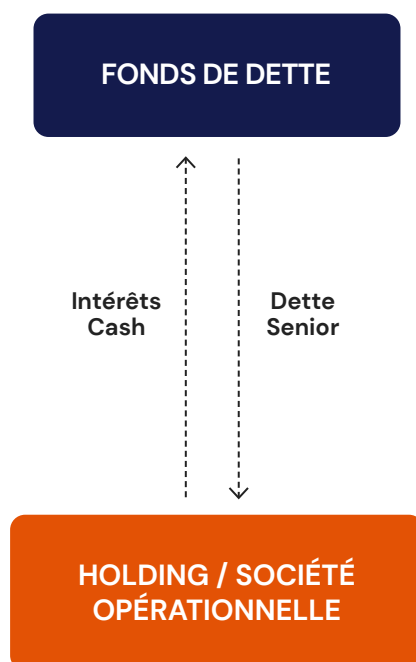 FONDS DE DETTE
Intérêts
Cash
Dette
Senior
HOLDING / SOCIÉTÉ
OPÉRATIONNELLE